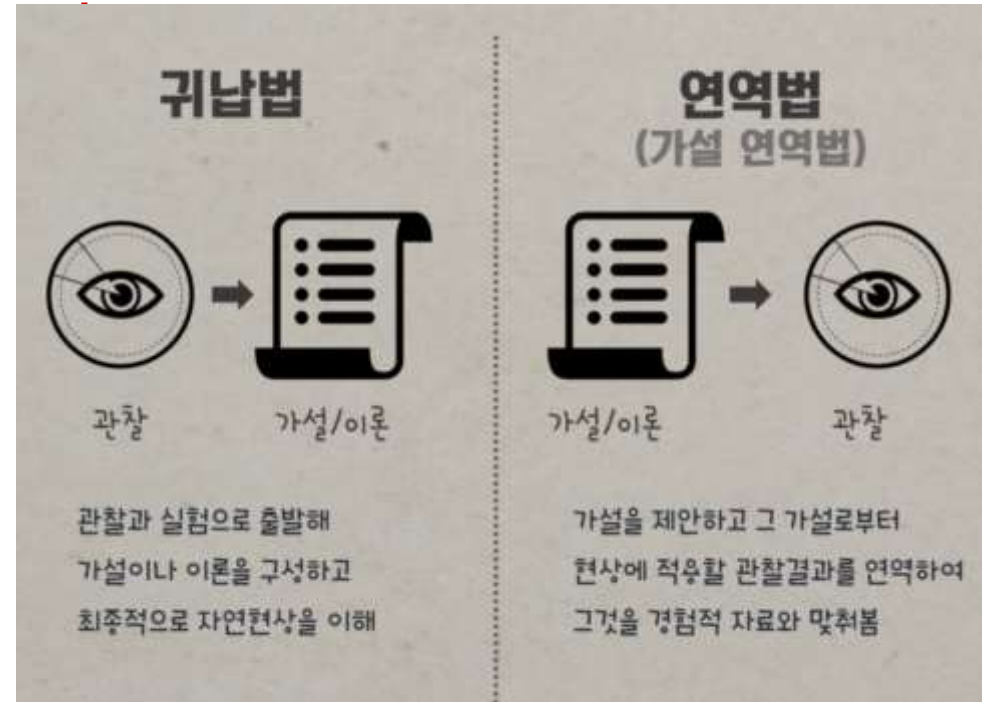 귀납법
관찰
가설/이론
관찰과 실험으로 출발해
가설이나 이론을 구성하고
최종적으로 자연현상을 이해
연역법
(가설 연역법)
가설/이론
관찰
가설을 제안하고 그 가설로부터
현상에 적용할 관찰결과를 연역하여
그것을 경험적 자료와 맞춰봄